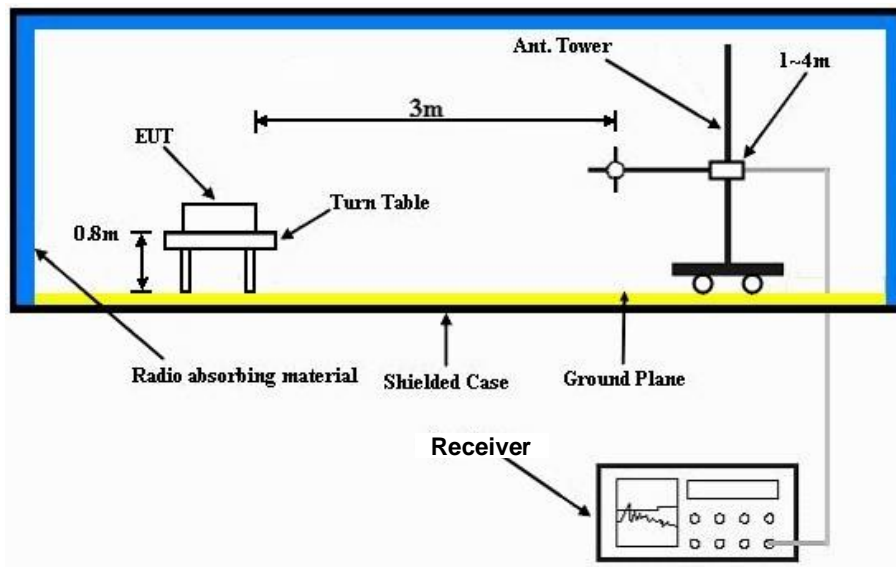 Ant. Tower
1~4m
3m
EUT
Turn Table
0.8m
Radio absorbing material
Shielded Case
Ground Plane
Receiver